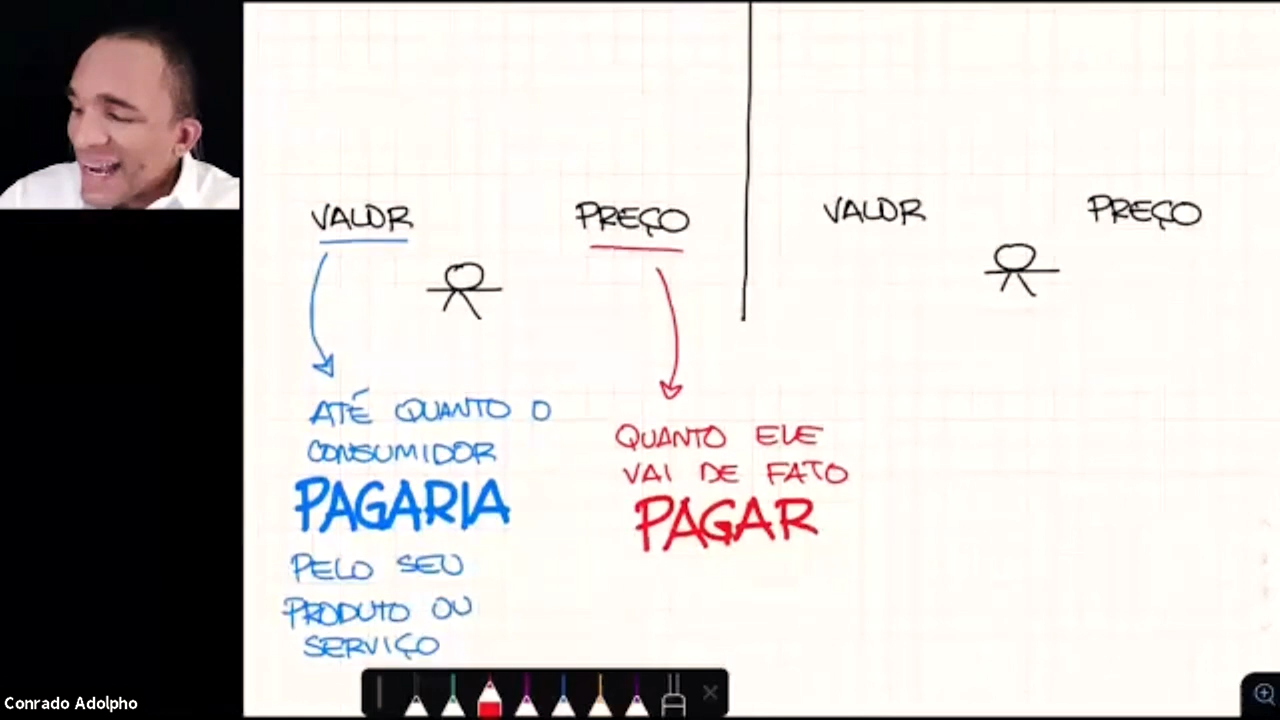 VALOR PREÇO VALOR PREÇO
ATÉ QUANTO O
CONSUMIDOR
PAGARIA
PELO SEU
PRODUTO OU
SERVIÇO
QUANTO ELE
VAI DE FATO
PAGAR
Conrado Adolpho